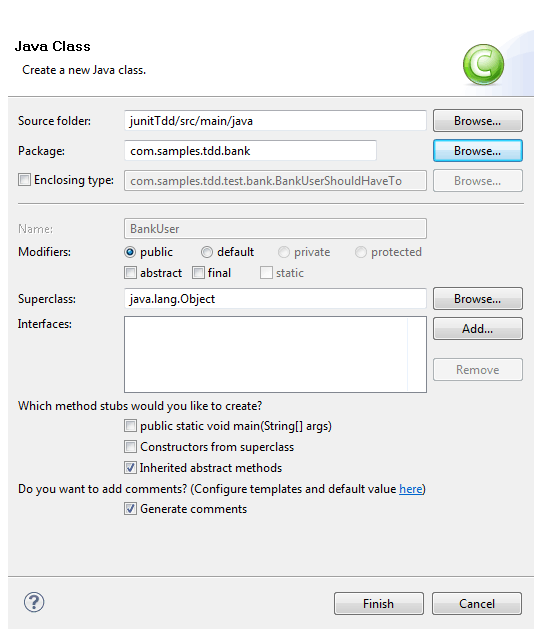 Java Class
Create a new Java class.
C
Source folder: junitTdd/src/main/java Browse...
Package: com.samples.tdd.bank Browse...
Enclosing type: com.samples.tdd.test.bank.BankUserShouldHaveTo Browse...
Name: BankUser
Modifiers: public default private protected
abstract final static
Superclass: java.lang.Object Browse...
Interfaces: Add...
Remove
Which method stubs would you like to create?
public static void main(String[] args)
Constructors from superclass
Inherited abstract methods
Do you want to add comments? (Configure templates and default value here)
Generate comments
? Finish Cancel